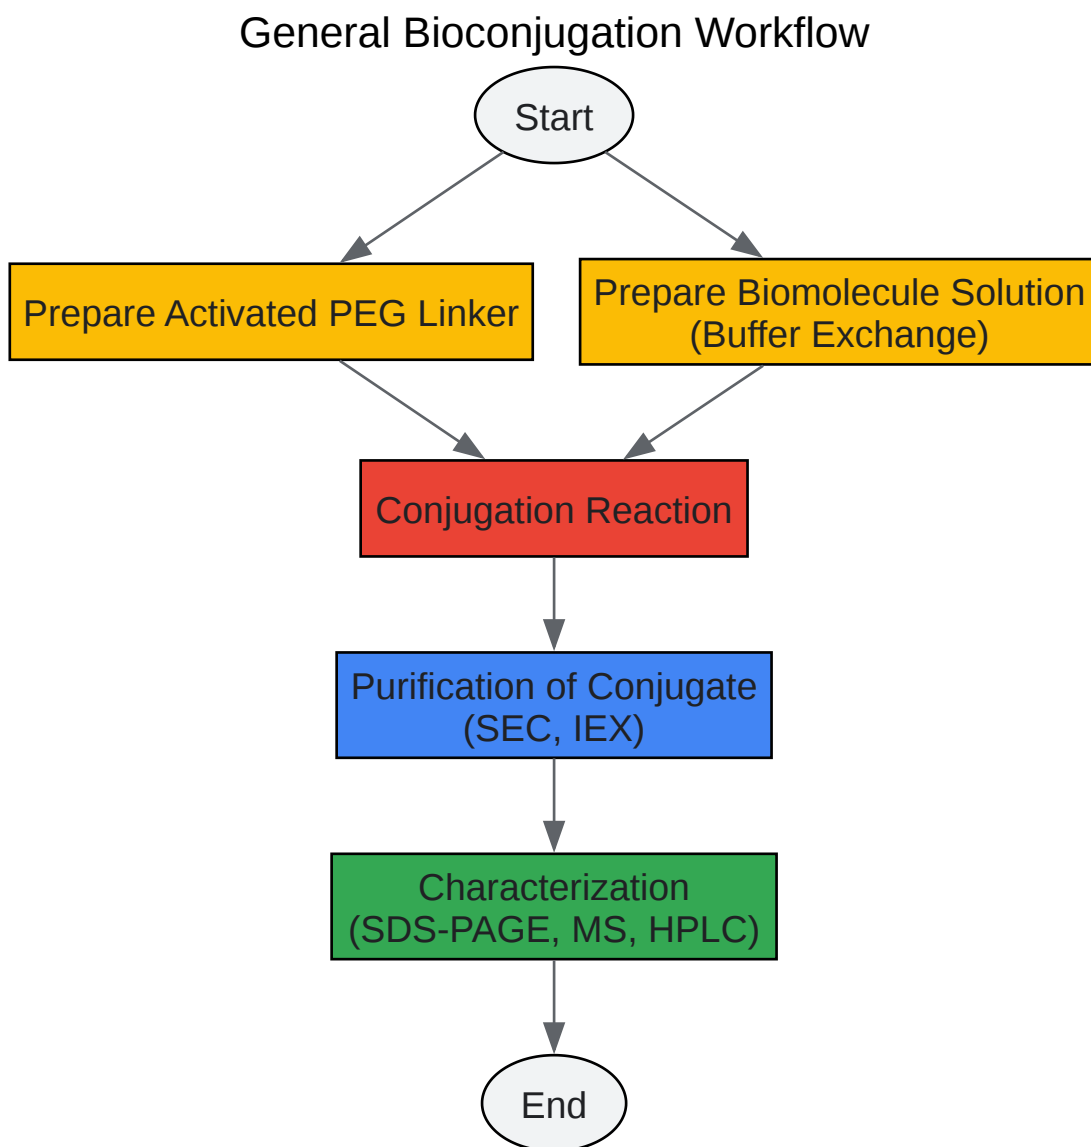 General Bioconjugation Workflow
Start
Prepare Activated PEG Linker
Prepare Biomolecule Solution
(Buffer Exchange)
Conjugation Reaction
Purification of Conjugate
(SEC, IEX)
Characterization
(SDS-PAGE, MS, HPLC)
End